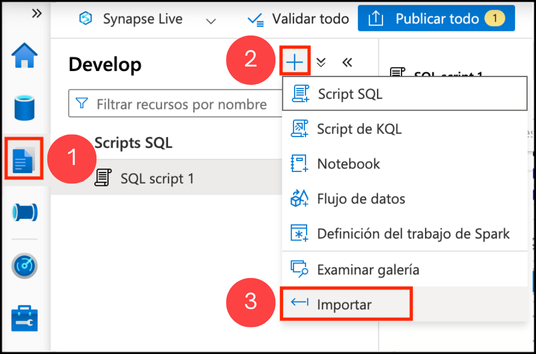 Synapse Live
Validar todo
Publicar todo 1
Develop
2
SQL script 1
Filtrar recursos por nombre
Script SQL
1
Scripts SQL
Script de KQL
SQL script 1
Notebook
Flujo de datos
Definición del trabajo de Spark
Examinar galería
3
Importar